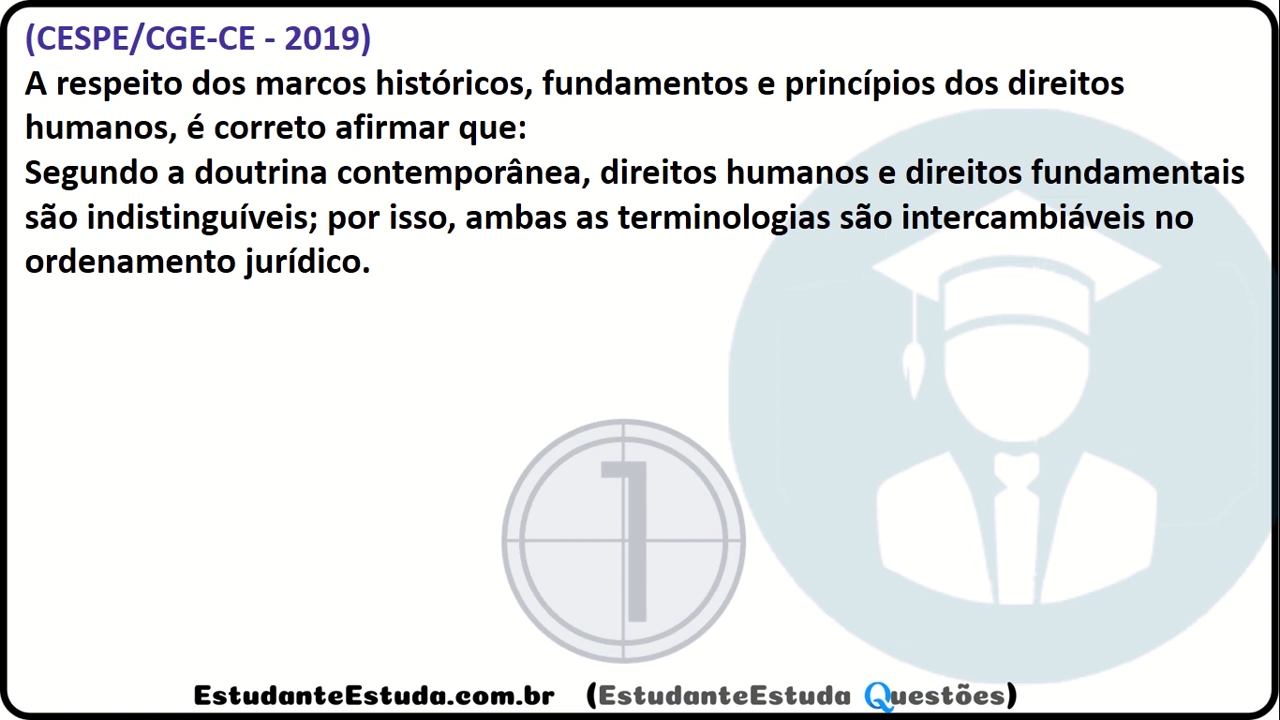 (CESPE/CGE-CE - 2019)
A respeito dos marcos históricos, fundamentos e princípios dos direitos
humanos, é correto afirmar que:
Segundo a doutrina contemporânea, direitos humanos e direitos fundamentais
são indistinguíveis; por isso, ambas as terminologias são intercambiáveis no
ordenamento jurídico.
1
EstudanteEstuda.com.br (EstudanteEstuda Questões)